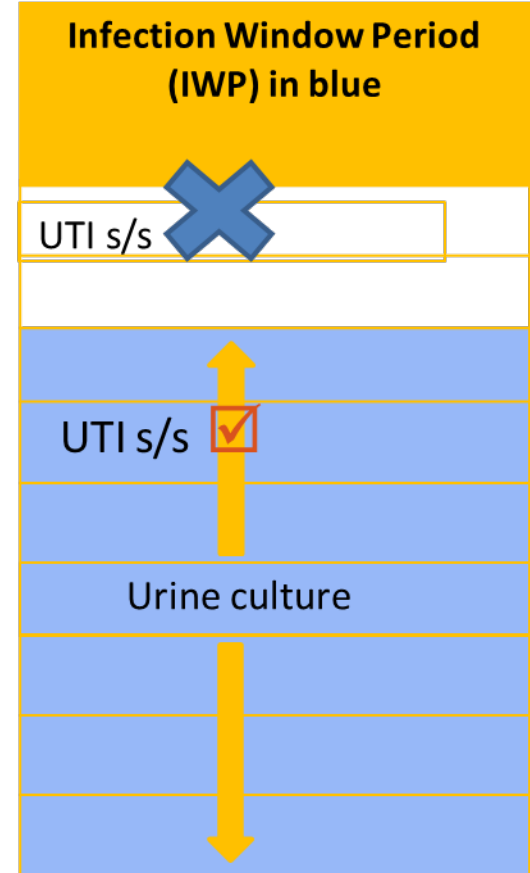 Infection Window Period
(IWP) in blue
UTI s/s
UTI s/s
Urine culture